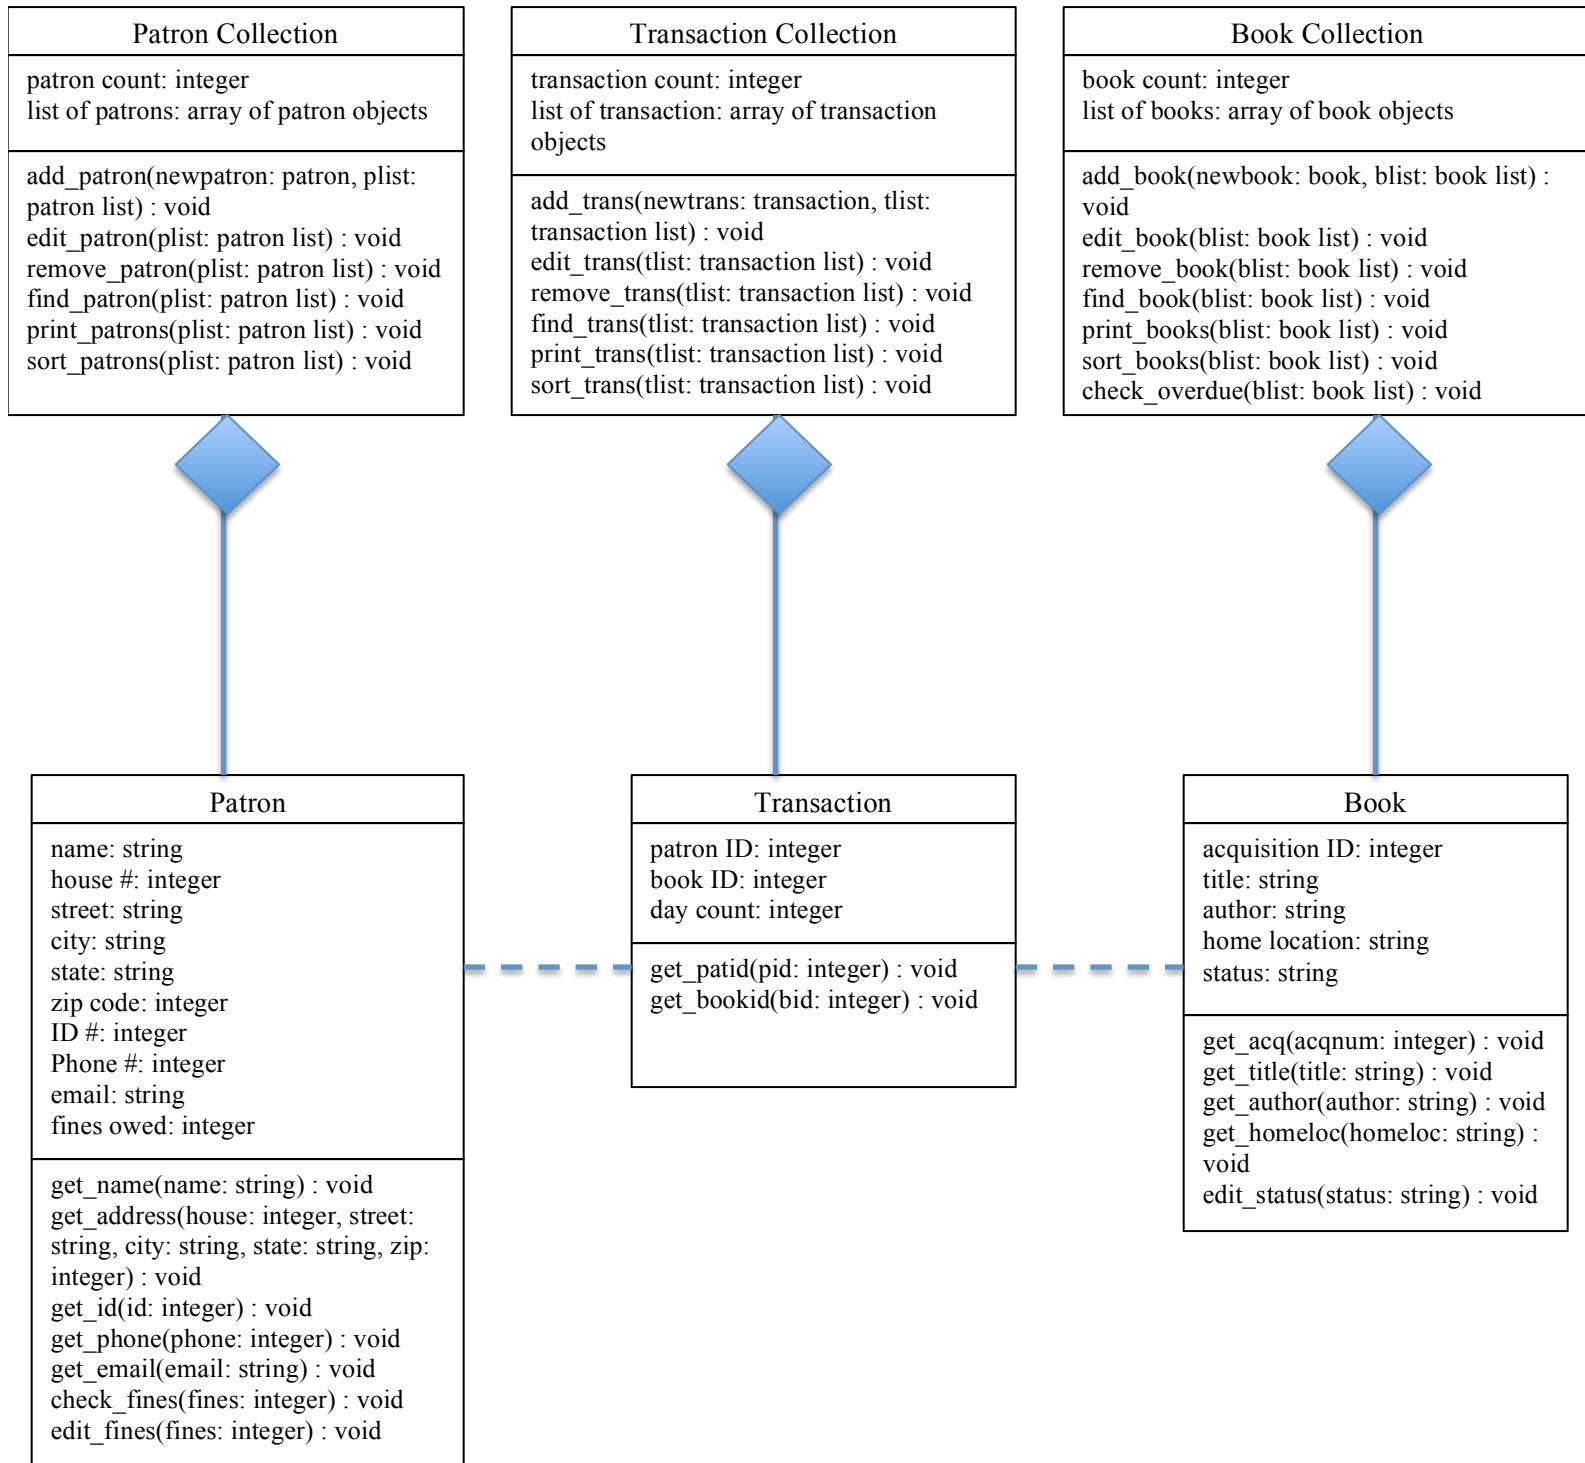 Patron Collection
patron count: integer
list of patrons: array of patron objects
add_patron(newpatron: patron, plist:
patron list) : void
edit_patron(plist: patron list) : void
remove_patron(plist: patron list) : void
find_patron(plist: patron list) : void
print_patrons(plist: patron list) : void
sort_patrons(plist: patron list) : void
Transaction Collection
transaction count: integer
list of transaction: array of transaction
objects
add_trans(newtrans: transaction, tlist:
transaction list) : void
edit_trans(tlist: transaction list) : void
remove_trans(tlist: transaction list) : void
find_trans(tlist: transaction list) : void
print_trans(tlist: transaction list) : void
sort_trans(tlist: transaction list) : void
Book Collection
book count: integer
list of books: array of book objects
add_book(newbook: book, blist: book list) :
void
edit_book(blist: book list) : void
remove_book(blist: book list) : void
find_book(blist: book list) : void
print_books(blist: book list) : void
sort_books(blist: book list) : void
check_overdue(blist: book list) : void
Patron
name: string
house #: integer
street: string
city: string
state: string
zip code: integer
ID #: integer
Phone #: integer
email: string
fines owed: integer
get_name(name: string) : void
get_address(house: integer, street:
string, city: string, state: string, zip:
integer) : void
get_id(id: integer) : void
get_phone(phone: integer) : void
get_email(email: string) : void
check_fines(fines: integer) : void
edit_fines(fines: integer) : void
Transaction
patron ID: integer
book ID: integer
day count: integer
get_patid(pid: integer) : void
get_bookid(bid: integer) : void
Book
acquisition ID: integer
title: string
author: string
home location: string
status: string
get_acq(acqnum: integer) : void
get_title(title: string) : void
get_author(author: string) : void
get_homeloc(homeloc: string) :
void
edit_status(status: string) : void